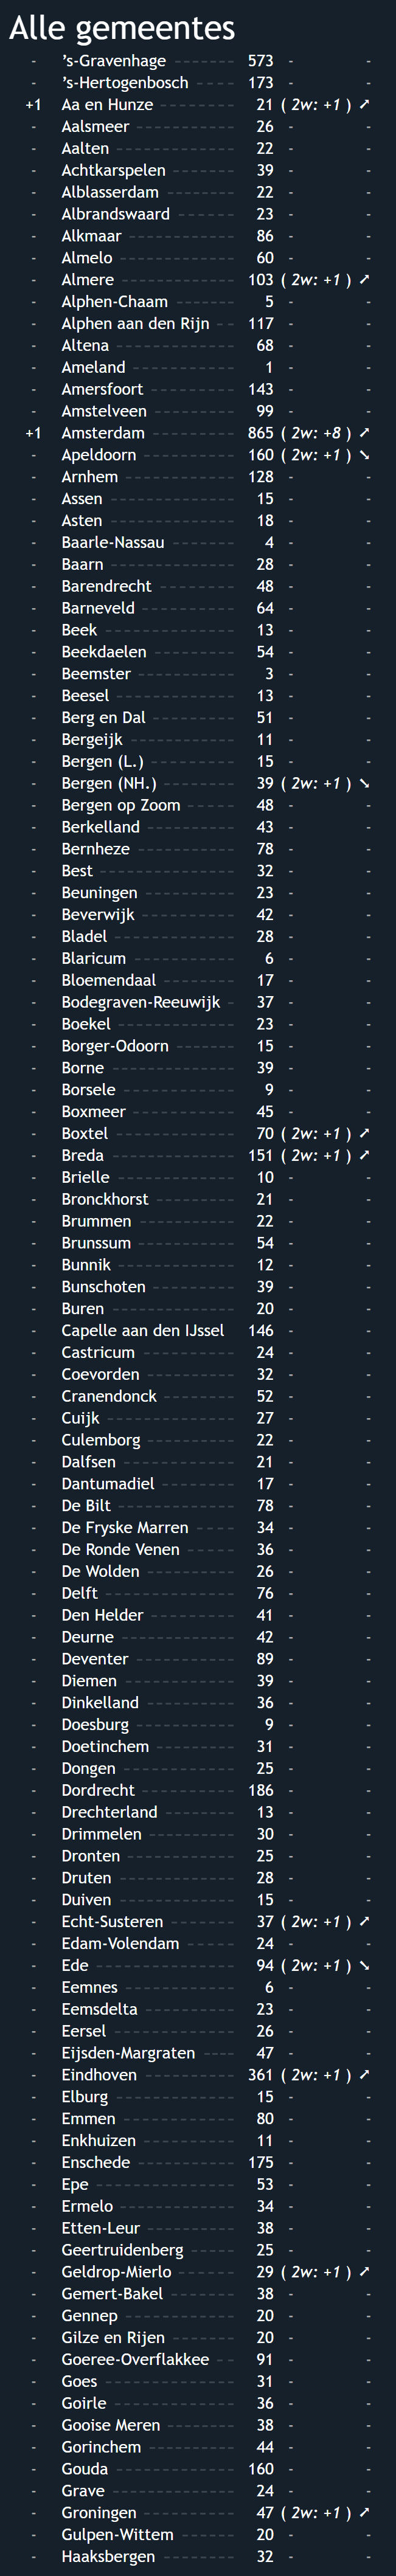 Alle gemeentes
- ’s-Gravenhage ------- 573 - -
- ’s-Hertogenbosch ---- 173 - -
+1 Aa en Hunze --------- 21 ( 2w: +1 ) ➚
- Aalsmeer ----------- 26 - -
- Aalten ------------- 22 - -
- Achtkarspelen ------- 39 - -
- Alblasserdam -------- 22 - -
- Albrandswaard ------- 23 - -
- Alkmaar ------------ 86 - -
- Almelo ------------- 60 - -
- Almere ------------- 103 ( 2w: +1 ) ➚
- Alphen-Chaam ------- 5 - -
- Alphen aan den Rijn -- 117 - -
- Altena -------------- 68 - -
- Ameland ------------ 1 - -
- Amersfoort ---------- 143 - -
- Amstelveen --------- 99 - -
+1 Amsterdam ---------- 865 ( 2w: +8 ) ➚
- Apeldoorn ----------- 160 ( 2w: +1 ) ➘
- Arnhem ------------- 128 - -
- Assen --------------- 15 - -
- Asten --------------- 18 - -
- Baarle-Nassau -------- 4 - -
- Baarn --------------- 28 - -
- Barendrecht --------- 48 - -
- Barneveld ----------- 64 - -
- Beek ---------------- 13 - -
- Beekdaelen ---------- 54 - -
- Beemster ----------- 3 - -
- Beesel -------------- 13 - -
- Berg en Dal ---------- 51 - -
- Bergeijk ------------- 11 - -
- Bergen (L.) ---------- 15 - -
- Bergen (NH.) -------- 39 ( 2w: +1 ) ➘
- Bergen op Zoom ----- 48 - -
- Berkelland ---------- 43 - -
- Bernheze ----------- 78 - -
- Best ---------------- 32 - -
- Beuningen ---------- 23 - -
- Beverwijk ----------- 42 - -
- Bladel -------------- 28 - -
- Blaricum ------------ 6 - -
- Bloemendaal -------- 17 - -
- Bodegraven-Reeuwijk - 37 - -
- Boekel -------------- 23 - -
- Borger-Odoorn ------- 15 - -
- Borne --------------- 39 - -
- Borsele ------------- 9 - -
- Boxmeer ------------ 45 - -
- Boxtel -------------- 70 ( 2w: +1 ) ➚
- Breda --------------- 151 ( 2w: +1 ) ➚
- Brielle -------------- 10 - -
- Bronckhorst --------- 21 - -
- Brummen ----------- 22 - -
- Brunssum ----------- 54 - -
- Bunnik -------------- 12 - -
- Bunschoten ---------- 39 - -
- Buren --------------- 20 - -
- Capelle aan den IJssel 146 - -
- Castricum ---------- 24 - -
- Coevorden ---------- 32 - -
- Cranendonck -------- 52 - -
- Cuijk --------------- 27 - -
- Culemborg ---------- 22 - -
- Dalfsen ------------- 21 - -
- Dantumadiel -------- 17 - -
- De Bilt ------------- 78 - -
- De Fryske Marren ---- 34 - -
- De Ronde Venen ----- 36 - -
- De Wolden ---------- 26 - -
- Delft --------------- 76 - -
- Den Helder ---------- 41 - -
- Deurne ------------- 42 - -
- Deventer ----------- 89 - -
- Diemen ------------- 39 - -
- Dinkelland ---------- 36 - -
- Doesburg ----------- 9 - -
- Doetinchem --------- 31 - -
- Dongen ------------- 25 - -
- Dordrecht ----------- 186 - -
- Drechterland -------- 13 - -
- Drimmelen ---------- 30 - -
- Dronten ------------- 25 - -
- Druten -------------- 28 - -
- Duiven -------------- 15 - -
- Echt-Susteren ------- 37 ( 2w: +1 ) ➚
- Edam-Volendam ------ 24 - -
- Ede ----------------- 94 ( 2w: +1 ) ➘
- Eemnes ------------- 6 - -
- Eemsdelta ----------- 23 - -
- Eersel -------------- 26 - -
- Eijsden-Margraten ---- 47 - -
- Eindhoven ---------- 361 ( 2w: +1 ) ➚
- Elburg -------------- 15 - -
- Emmen ------------- 80 - -
- Enkhuizen ---------- 11 - -
- Enschede ----------- 175 - -
- Epe ----------------- 53 - -
- Ermelo ------------- 34 - -
- Etten-Leur ---------- 38 - -
- Geertruidenberg ----- 25 - -
- Geldrop-Mierlo ------- 29 ( 2w: +1 ) ➚
- Gemert-Bakel -------- 38 - -
- Gennep ------------- 20 - -
- Gilze en Rijen ------- 20 - -
- Goeree-Overflakkee -- 91 - -
- Goes ---------------- 31 - -
- Goirle -------------- 36 - -
- Gooise Meren -------- 38 - -
- Gorinchem ---------- 44 - -
- Gouda -------------- 160 - -
- Grave --------------- 24 - -
- Groningen ----------- 47 ( 2w: +1 ) ➚
- Gulpen-Wittem ------ 20 - -
- Haaksbergen -------- 32 - -